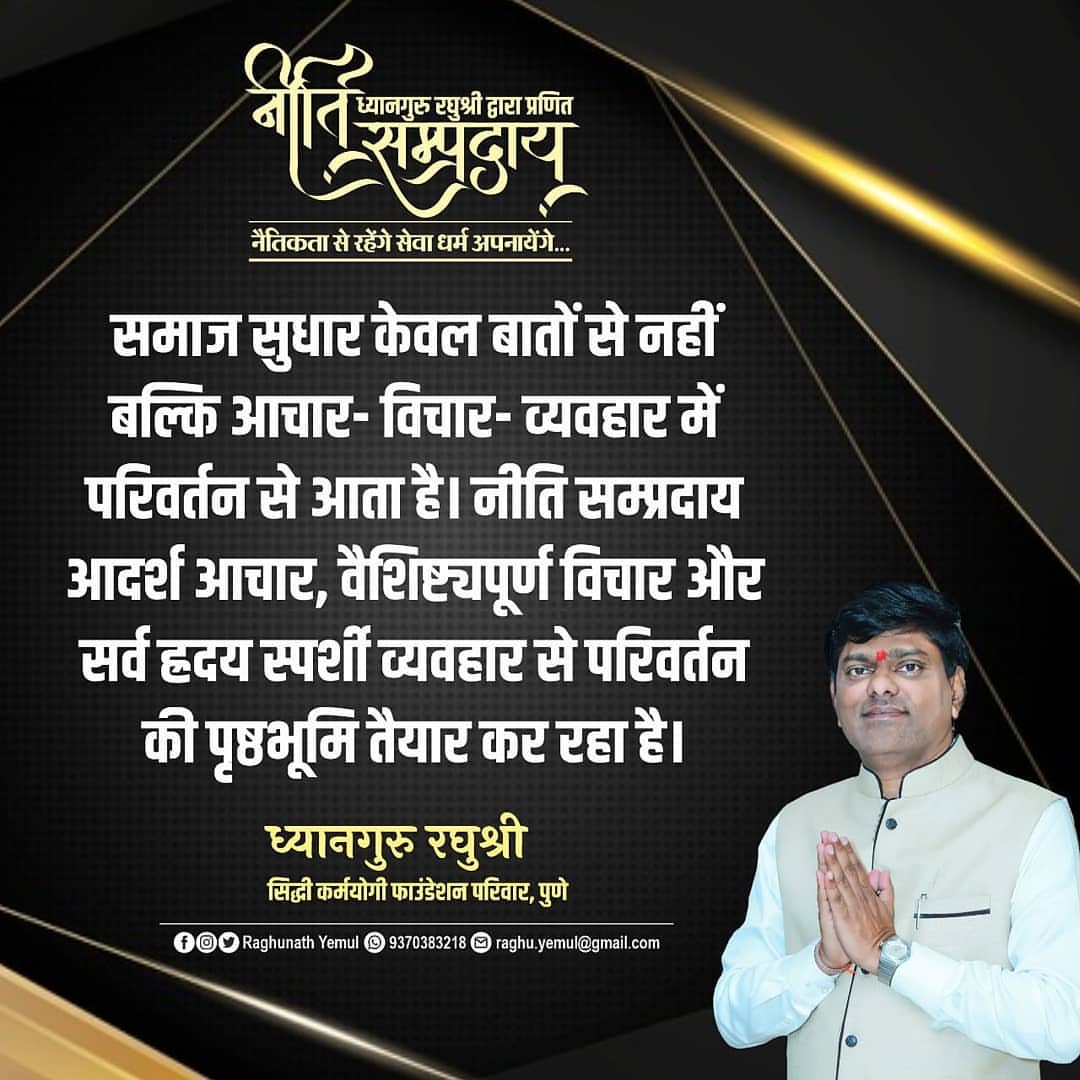 नीति
ध्यानगुरु रघुश्री द्वारा प्रणित
सम्प्रदाय
नैतिकता से रहेंगे सेवा धर्म अपनायेंगे...
समाज सुधार केवल बातों से नहीं
बल्कि आचार- विचार- व्यवहार में
परिवर्तन से आता है। नीति सम्प्रदाय
आदर्श आचार, वैशिष्ट्यपूर्ण विचार और
सर्व ह्रदय स्पर्शी व्यवहार से परिवर्तन
की पृष्ठभूमि तैयार कर रहा है।
ध्यानगुरु रघुश्री
सिद्धी कर्मयोगी फाउंडेशन परिवार, पुणे
Raghunath Yemul 9370383218 raghu.yemul@gmail.com